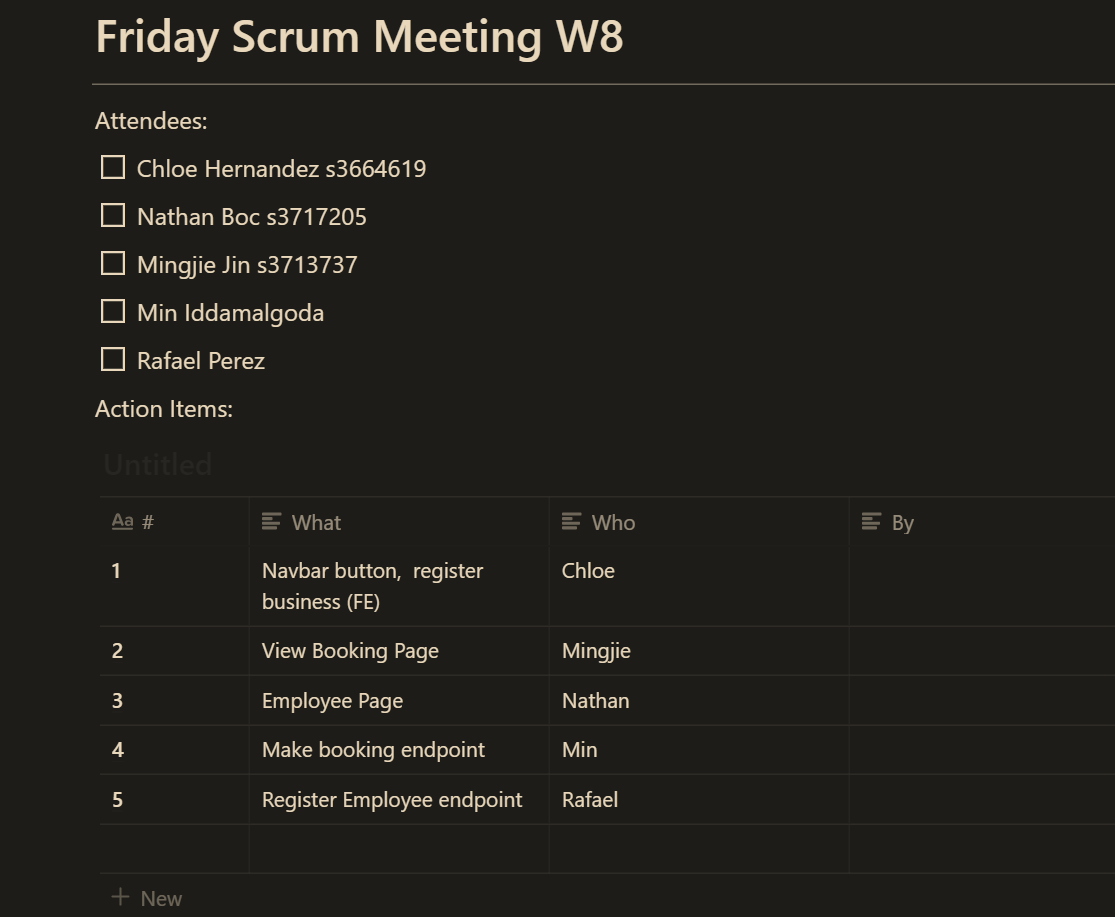 Friday Scrum Meeting W8
Attendees:
Chloe Hernandez s3664619
Nathan Boc s3717205
Mingjie Jin s3713737
Min Iddamalgoda
Rafael Perez
Action Items:
Untitled
Aa # What Who By
1 Navbar button,  register
business (FE) Chloe
2 View Booking Page Mingjie
3 Employee Page Nathan
4 Make booking endpoint Min
5 Register Employee endpoint Rafael
+ New